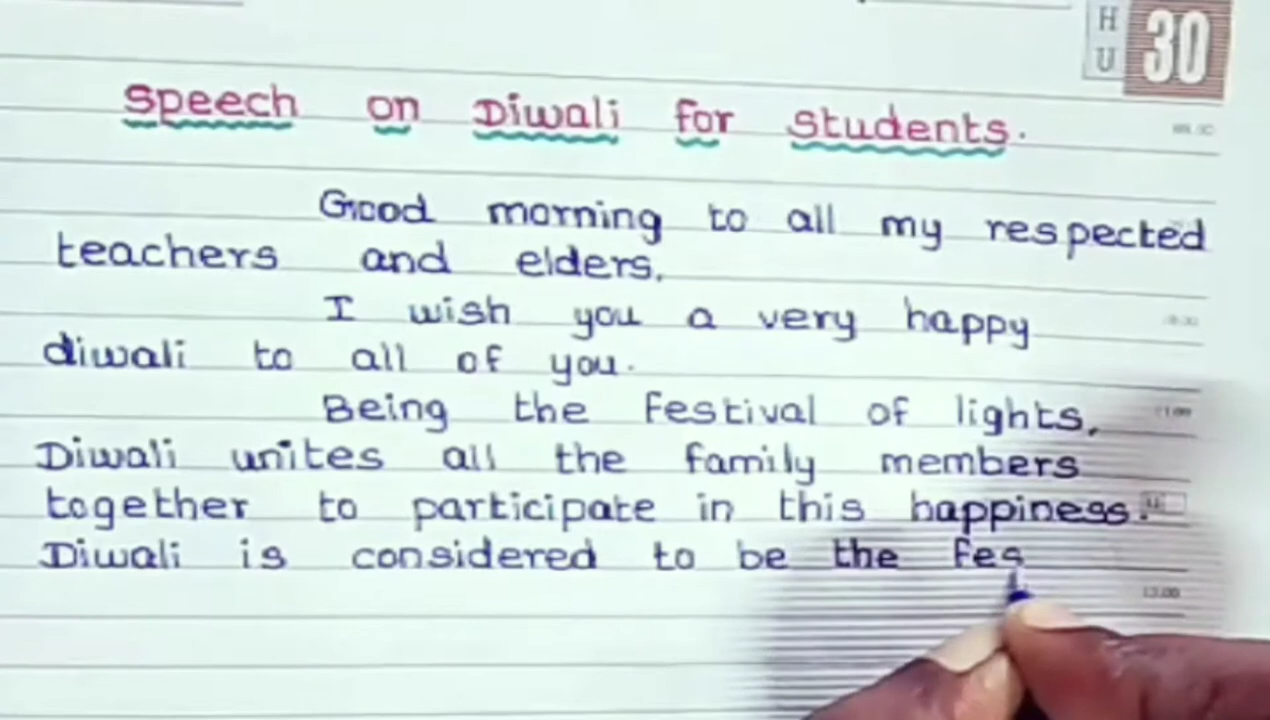 H
U
30
Speech on Diwali for students.
Good morning to all my respected
teachers and elders.
I wish you a very happy
diwali to all of you.
Being the festival of lights,
Diwali unites all the family members
together to participate in this happiness.
Diwali is considered to be the fes
13.00